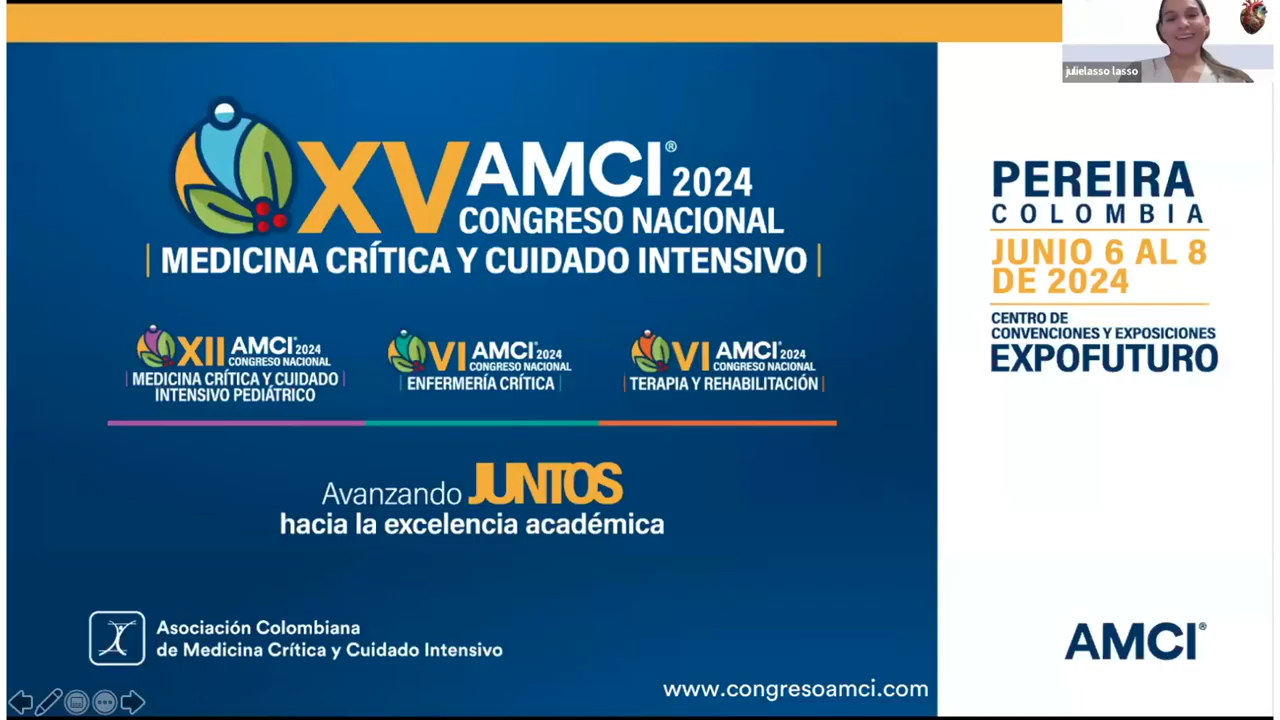 julielasso lasso
XV AMCI® 2024
CONGRESO NACIONAL
MEDICINA CRÍTICA Y CUIDADO INTENSIVO
XII AMCI® 2024
CONGRESO NACIONAL
MEDICINA CRÍTICA Y CUIDADO
INTENSIVO PEDIÁTRICO
VI AMCI® 2024
CONGRESO NACIONAL
ENFERMERÍA CRÍTICA
VI AMCI® 2024
CONGRESO NACIONAL
TERAPIA Y REHABILITACIÓN
Avanzando JUNTOS
hacia la excelencia académica
Asociación Colombiana
de Medicina Crítica y Cuidado Intensivo
www.congresoamci.com
PEREIRA
COLOMBIA
JUNIO 6 AL 8
DE 2024
CENTRO DE
CONVENCIONES Y EXPOSICIONES
EXPOFUTURO
AMCI®